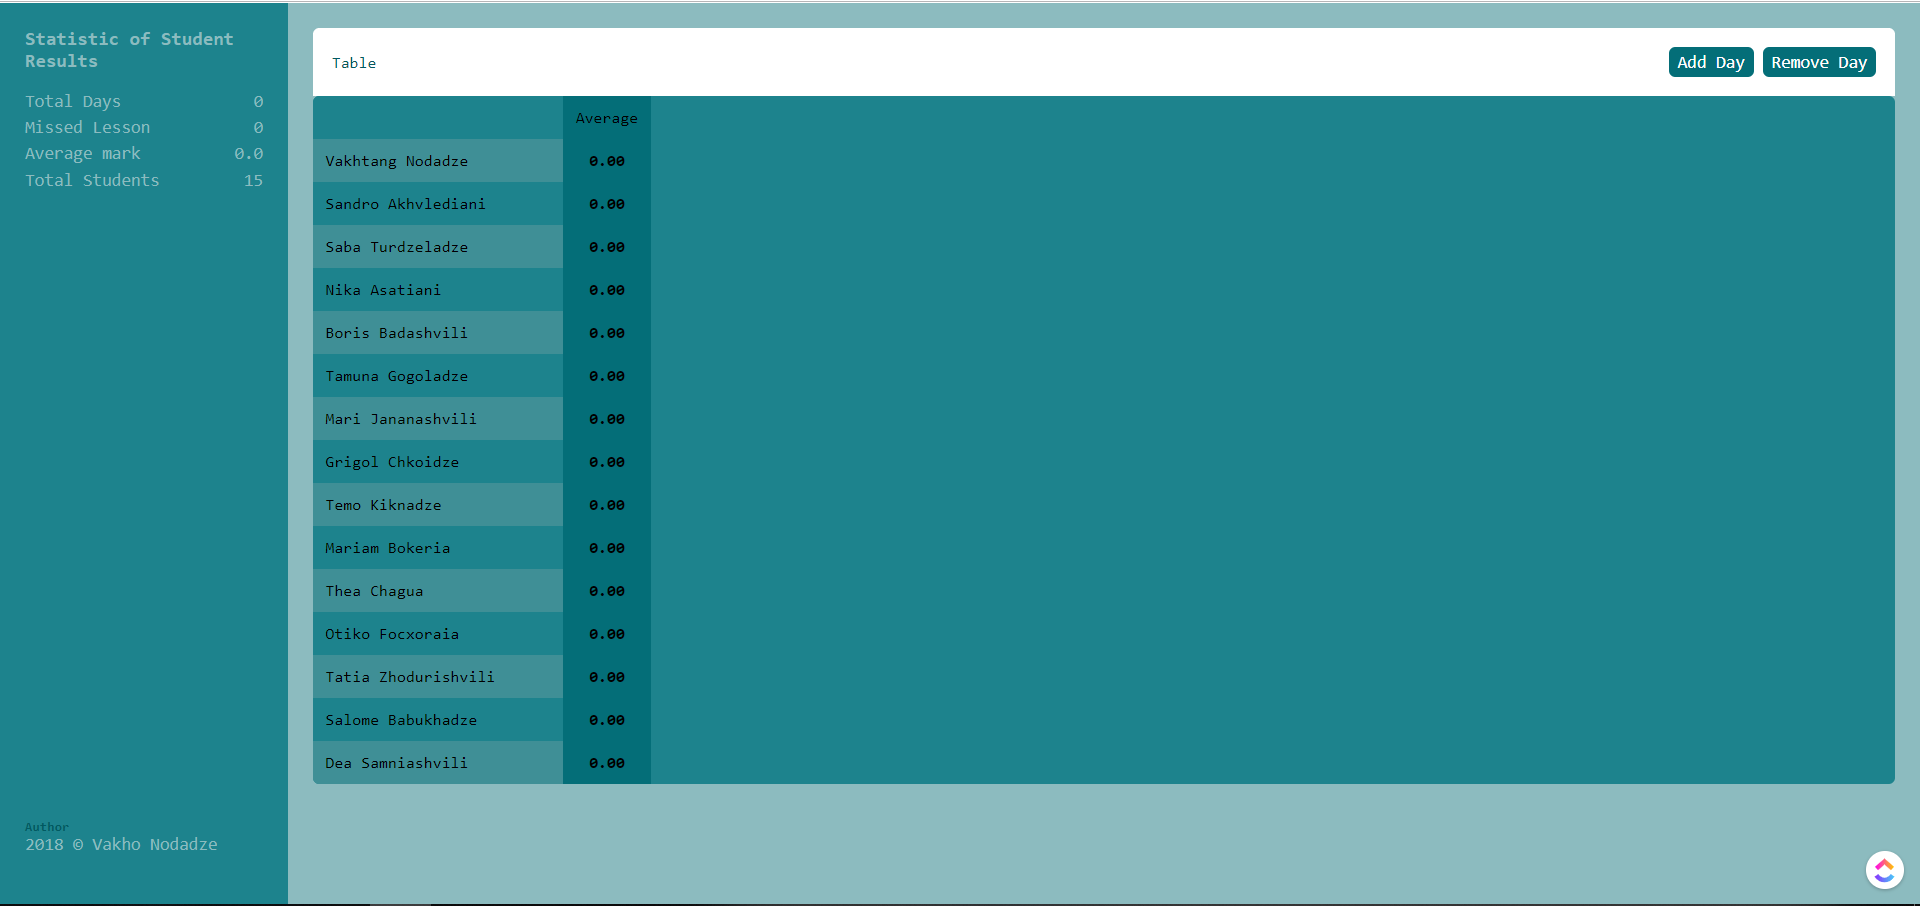 Statistic of Student
Results
Total Days 0
Missed Lesson 0
Average mark 0.0
Total Students 15
Author
2018 © Vakho Nodadze
Table
Add Day
Remove Day
Average
Vakhtang Nodadze 0.00
Sandro Akhvlediani 0.00
Saba Turdzeladze 0.00
Nika Asatiani 0.00
Boris Badashvili 0.00
Tamuna Gogoladze 0.00
Mari Jananashvili 0.00
Grigol Chkoidze 0.00
Temo Kiknadze 0.00
Mariam Bokeria 0.00
Thea Chagua 0.00
Otiko Focxoraia 0.00
Tatia Zhodurishvili 0.00
Salome Babukhadze 0.00
Dea Samniashvili 0.00